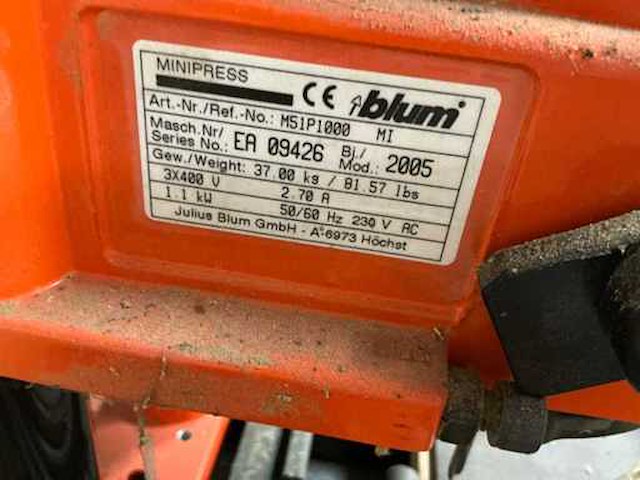 MINIPRESS CE blum
Art.-Nr./Ref.-No.: M51P1000 MI
Masch.Nr/ Bj./
Series No.: EA 09426 Mod.: 2005
Gew./Weight: 37.00 kg / 81.57 lbs
3X400 V 2.70 A
1.1 kW 50/60 Hz 230 V AC
Julius Blum GmbH - A-6973 Höchst